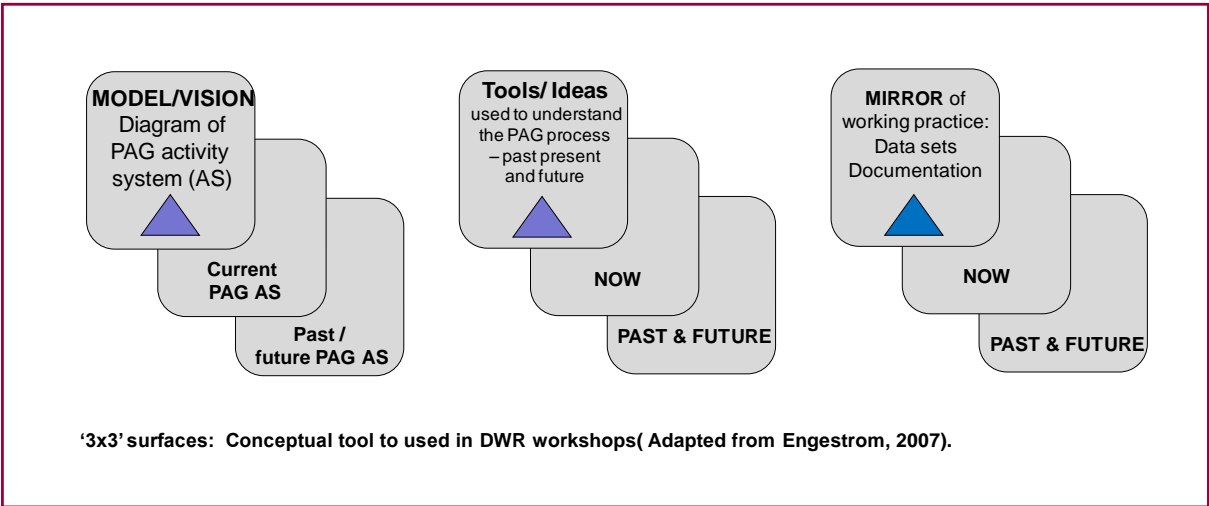 MODEL/VISION
Diagram of
PAG activity
system (AS)
Current
PAG AS
Past /
future PAG AS
Tools/ Ideas
used to understand
the PAG process
– past present
and future
NOW
PAST & FUTURE
MIRROR of
working practice:
Data sets
Documentation
NOW
PAST & FUTURE
‘3x3’ surfaces: Conceptual tool to used in DWR workshops( Adapted from Engestrom, 2007).